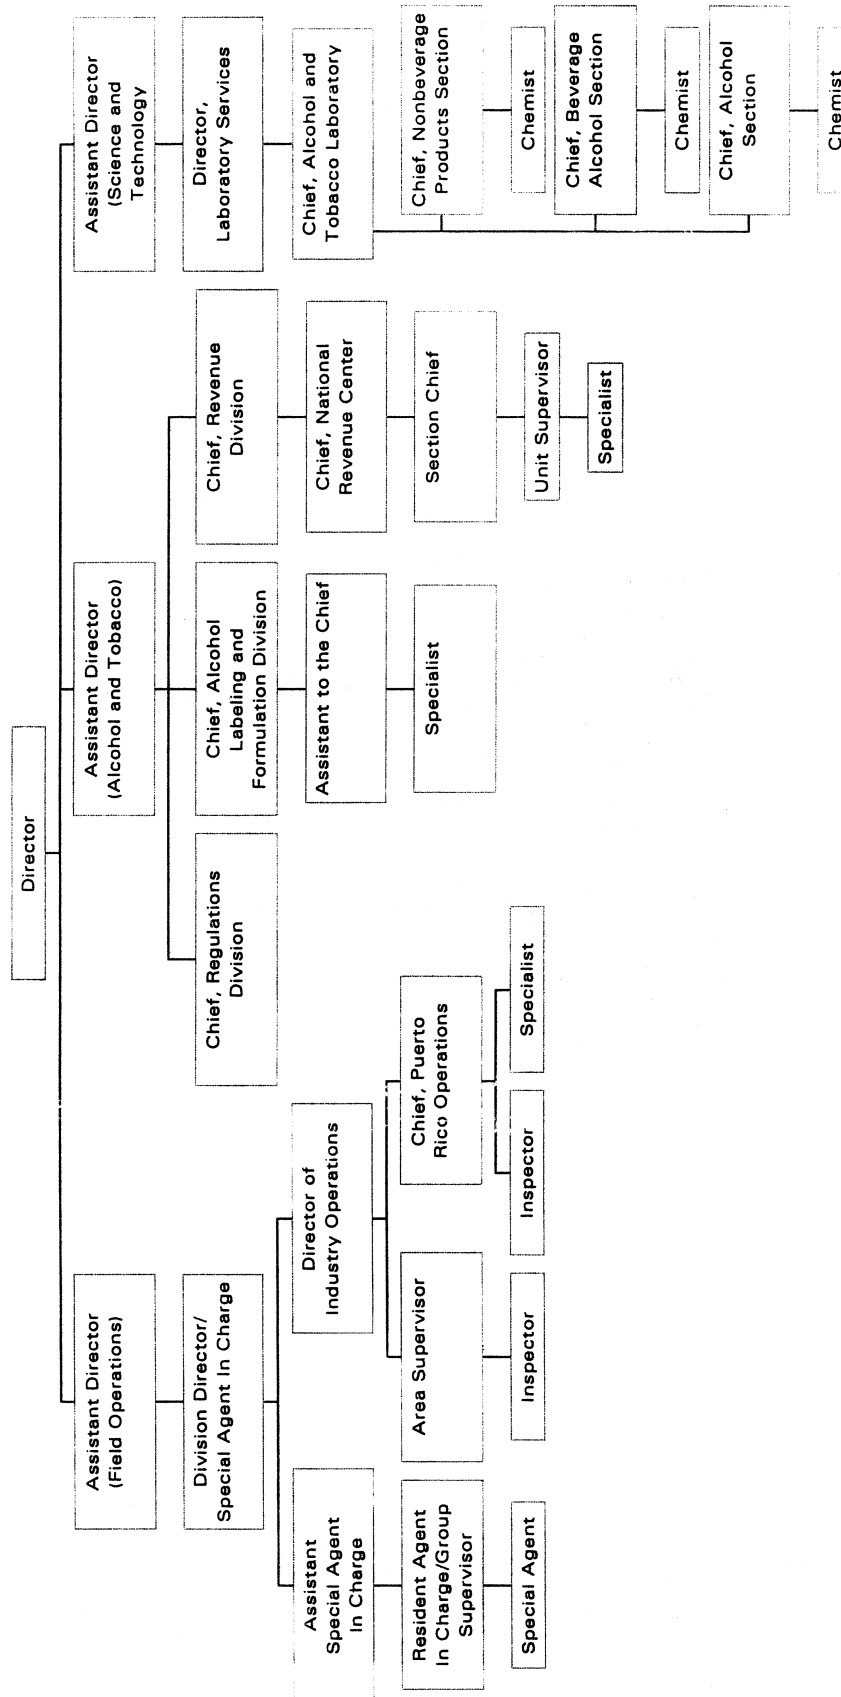 Director
Assistant Director
(Field Operations)
Assistant Director
(Alcohol and Tobacco)
Assistant Director
(Science and
Technology
Division Director/
Special Agent In Charge
Chief, Regulations
Division
Chief, Alcohol
Labeling and
Formulation Division
Chief, Revenue
Division
Director,
Laboratory Services
Assistant
Special Agent
In Charge
Director of
Industry Operations
Assistant to the Chief
Chief, National
Revenue Center
Chief, Alcohol and
Tobacco Laboratory
Resident Agent
In Charge/Group
Supervisor
Area Supervisor
Chief, Puerto
Rico Operations
Specialist
Section Chief
Chief, Nonbeverage
Products Section
Special Agent
Inspector
Inspector
Specialist
Unit Supervisor
Chemist
Specialist
Chief, Beverage
Alcohol Section
Chemist
Chief, Alcohol
Section
Chemist